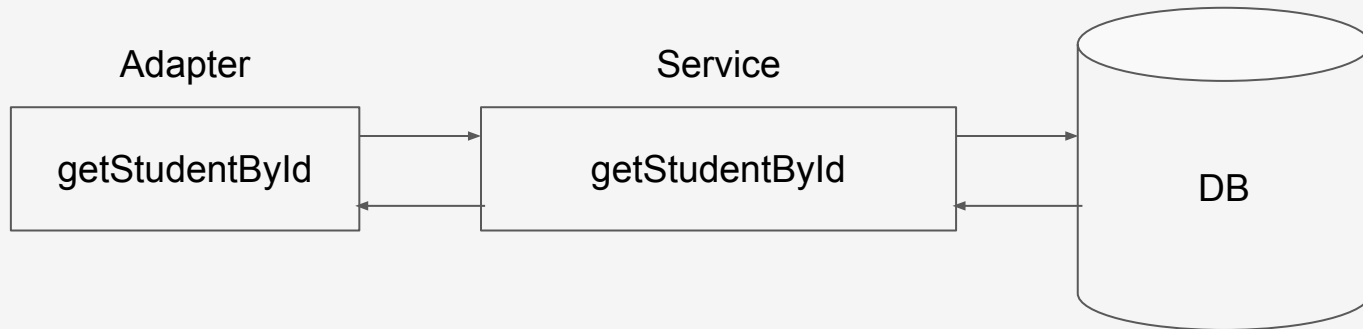 Adapter
Service
getStudentById
getStudentById
DB